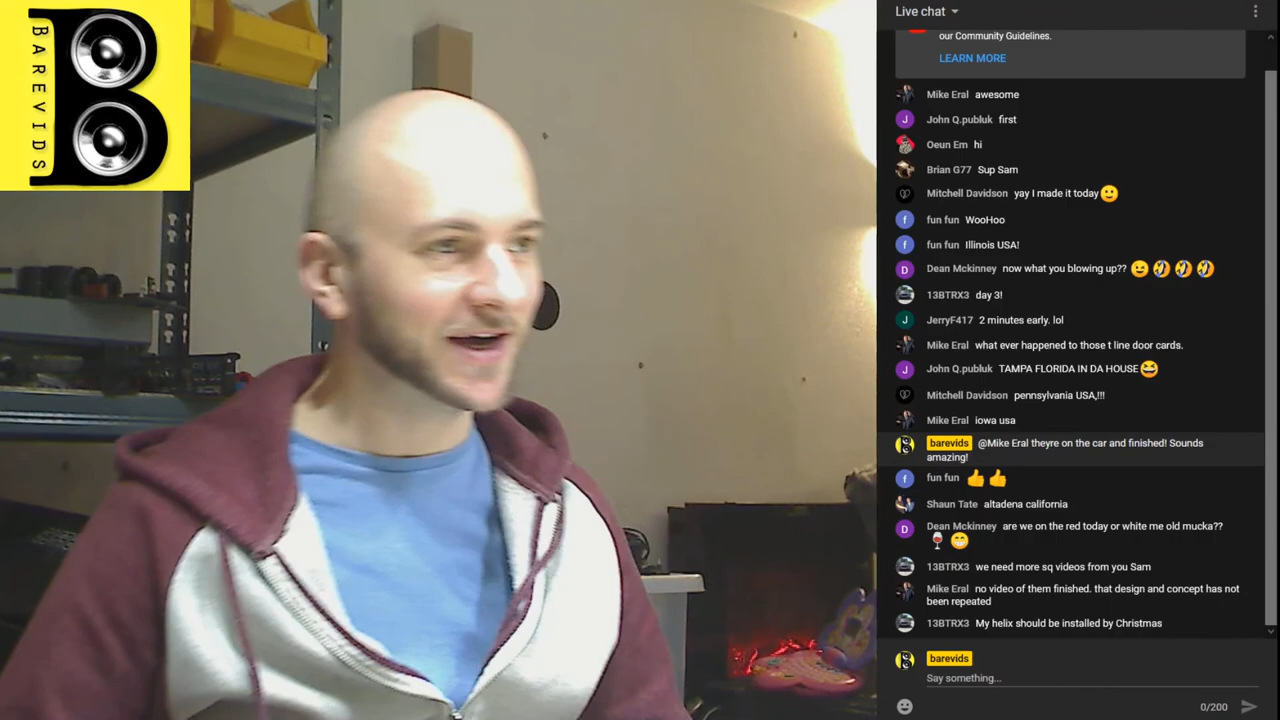 BAREVIDS
Live chat
our Community Guidelines.
LEARN MORE
Mike Eral awesome
John Q.publuk first
Oeun Em hi
Brian G77 Sup Sam
Mitchell Davidson yay I made it today
fun fun WooHoo
fun fun Illinois USA!
Dean Mckinney now what you blowing up??
13BTRX3 day 3!
JerryF417 2 minutes early. lol
Mike Eral what ever happened to those t line door cards.
John Q.publuk TAMPA FLORIDA IN DA HOUSE
Mitchell Davidson pennsylvania USA,!!!
Mike Eral iowa usa
barevids @Mike Eral theyre on the car and finished! Sounds
amazing!
fun fun
Shaun Tate altadena california
Dean Mckinney are we on the red today or white me old mucka??
13BTRX3 we need more sq videos from you Sam
Mike Eral no video of them finished. that design and concept has not
been repeated
13BTRX3 My helix should be installed by Christmas
barevids
Say something...
0/200